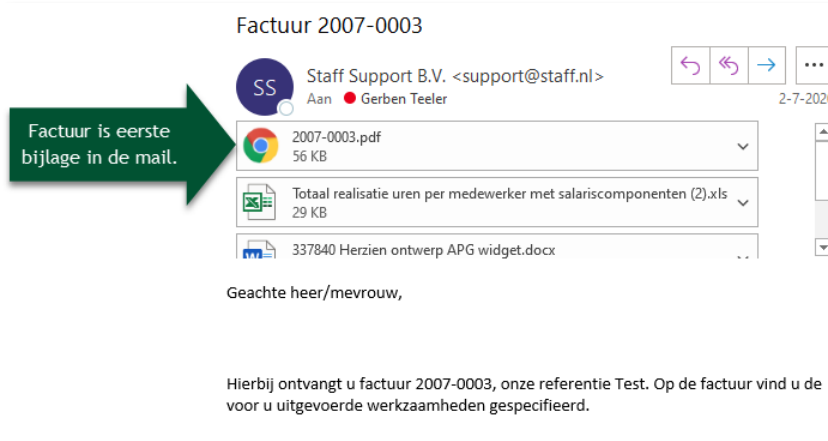 Factuur 2007-0003
SS
Staff Support B.V. <support@staff.nl>
Aan Gerben Teeler
2-7-202
Factuur is eerste
bijlage in de mail.
2007-0003.pdf
56 KB
Totaal realisatie uren per medewerker met salariscomponenten (2).xls
29 KB
337840 Herzien ontwerp APG widget.docx
Geachte heer/mevrouw,
Hierbij ontvangt u factuur 2007-0003, onze referentie Test. Op de factuur vind u de
voor u uitgevoerde werkzaamheden gespecifieerd.